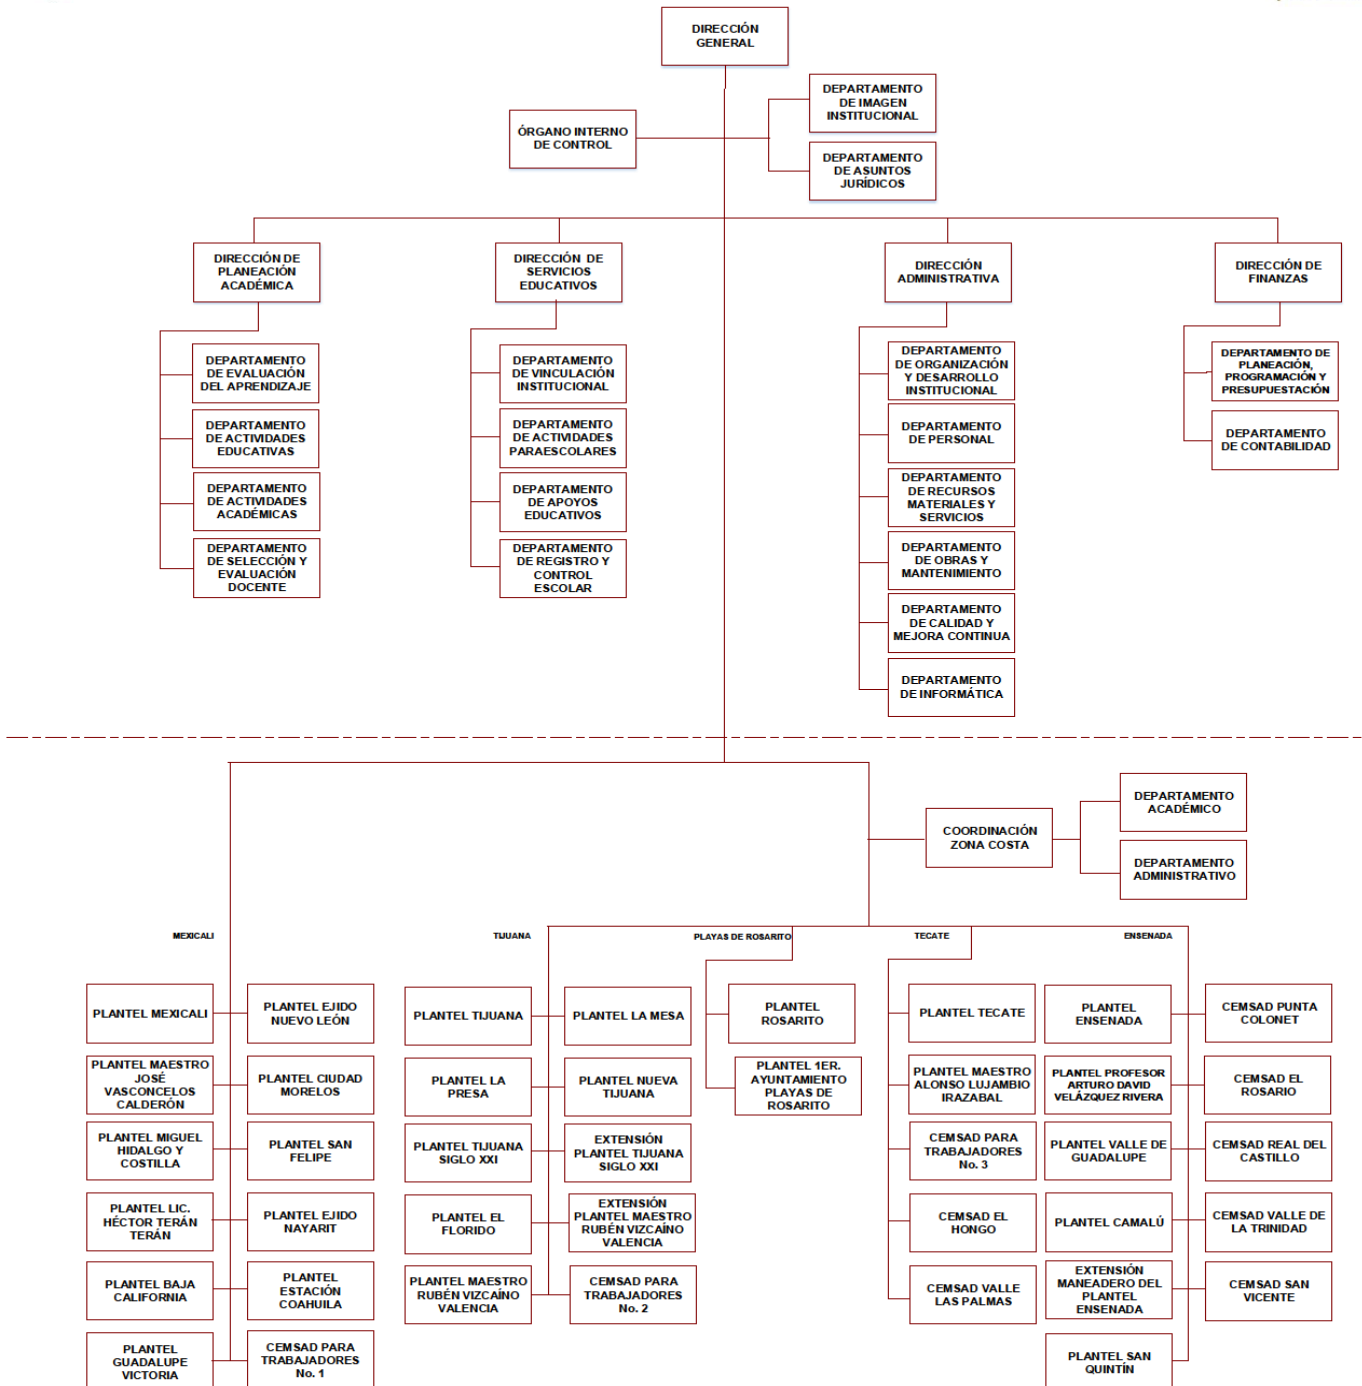 DIRECCIÓN
GENERAL
ÓRGANO INTERNO
DE CONTROL
DEPARTAMENTO
DE IMAGEN
INSTITUCIONAL
DEPARTAMENTO
DE ASUNTOS
JURÍDICOS
DIRECCIÓN DE
PLANEACIÓN
ACADÉMICA
DIRECCIÓN DE
SERVICIOS
EDUCATIVOS
DIRECCIÓN
ADMINISTRATIVA
DIRECCIÓN DE
FINANZAS
DEPARTAMENTO
DE EVALUACIÓN
DEL APRENDIZAJE
DEPARTAMENTO
DE ACTIVIDADES
EDUCATIVAS
DEPARTAMENTO
DE ACTIVIDADES
ACADÉMICAS
DEPARTAMENTO
DE SELECCIÓN Y
EVALUACIÓN
DOCENTE
DEPARTAMENTO
DE VINCULACIÓN
INSTITUCIONAL
DEPARTAMENTO
DE ACTIVIDADES
PARAESCOLARES
DEPARTAMENTO
DE APOYOS
EDUCATIVOS
DEPARTAMENTO
DE REGISTRO Y
CONTROL
ESCOLAR
DEPARTAMENTO
DE ORGANIZACIÓN
Y DESARROLLO
INSTITUCIONAL
DEPARTAMENTO
DE PERSONAL
DEPARTAMENTO
DE RECURSOS
MATERIALES Y
SERVICIOS
DEPARTAMENTO
DE OBRAS Y
MANTENIMIENTO
DEPARTAMENTO
DE CALIDAD Y
MEJORA CONTINUA
DEPARTAMENTO
DE INFORMÁTICA
DEPARTAMENTO DE
PLANEACIÓN,
PROGRAMACIÓN Y
PRESUPUESTACIÓN
DEPARTAMENTO
DE CONTABILIDAD
COORDINACIÓN
ZONA COSTA
DEPARTAMENTO
ACADÉMICO
DEPARTAMENTO
ADMINISTRATIVO
MEXICALI
PLANTEL MEXICALI
PLANTEL MAESTRO
JOSÉ
VASCONCELOS
CALDERÓN
PLANTEL MIGUEL
HIDALGO Y
COSTILLA
PLANTEL LIC.
HÉCTOR TERÁN
TERÁN
PLANTEL BAJA
CALIFORNIA
PLANTEL
GUADALUPE
VICTORIA
PLANTEL EJIDO
NUEVO LEÓN
PLANTEL CIUDAD
MORELOS
PLANTEL SAN
FELIPE
PLANTEL EJIDO
NAYARIT
PLANTEL
ESTACIÓN
COAHUILA
CEMSAD PARA
TRABAJADORES
No. 1
TIJUANA
PLANTEL TIJUANA
PLANTEL LA
PRESA
PLANTEL TIJUANA
SIGLO XXI
PLANTEL EL
FLORIDO
PLANTEL MAESTRO
RUBÉN VIZCAÍNO
VALENCIA
PLANTEL LA MESA
PLANTEL NUEVA
TIJUANA
EXTENSIÓN
PLANTEL TIJUANA
SIGLO XXI
EXTENSIÓN
PLANTEL MAESTRO
RUBÉN VIZCAÍNO
VALENCIA
CEMSAD PARA
TRABAJADORES
No. 2
PLAYAS DE ROSARITO
PLANTEL
ROSARITO
PLANTEL 1ER.
AYUNTAMIENTO
PLAYAS DE
ROSARITO
TECATE
PLANTEL TECATE
PLANTEL MAESTRO
ALONSO LUJAMBIO
IRAZABAL
CEMSAD PARA
TRABAJADORES
No. 3
CEMSAD EL
HONGO
CEMSAD VALLE
LAS PALMAS
ENSENADA
PLANTEL
ENSENADA
PLANTEL PROFESOR
ARTURO DAVID
VELÁZQUEZ RIVERA
PLANTEL VALLE DE
GUADALUPE
PLANTEL CAMALÚ
EXTENSIÓN
MANEADERO DEL
PLANTEL
ENSENADA
PLANTEL SAN
QUINTÍN
CEMSAD PUNTA
COLONET
CEMSAD EL
ROSARIO
CEMSAD REAL DEL
CASTILLO
CEMSAD VALLE DE
LA TRINIDAD
CEMSAD SAN
VICENTE